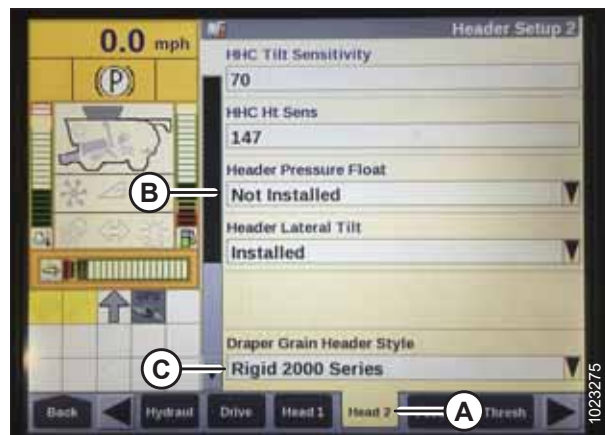 0.0 mph
Header Setup 2
(P)
HHC Tilt Sensitivity
70
HHC Ht Sens
147
Header Pressure Float
B
Not Installed
Header Lateral Tilt
Installed
Draper Grain Header Style
C
Rigid 2000 Series
Back
Hydraul
Drive
Head 1
Head 2
A
Thresh
1023275